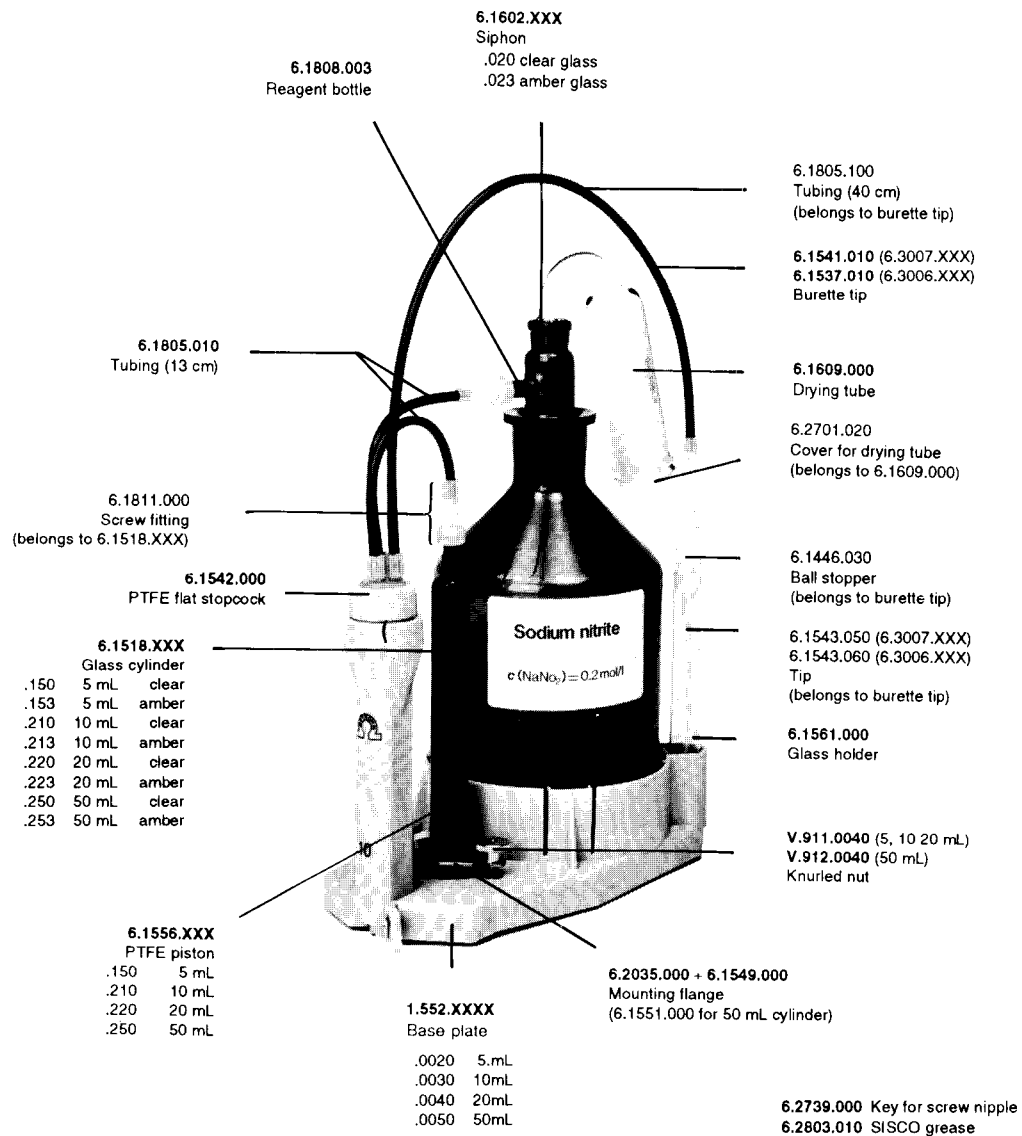 6.1602.XXX
Siphon
.020 clear glass
.023 amber glass
6.1808.003
Reagent bottle
6.1805.100
Tubing (40 cm)
(belongs to burette tip)
6.1541.010 (6.3007.XXX)
6.1537.010 (6.3006.XXX)
Burette tip
6.1805.010
Tubing (13 cm)
6.1609.000
Drying tube
6.2701.020
Cover for drying tube
(belongs to 6.1609.000)
6.1811.000
Screw fitting
(belongs to 6.1518.XXX)
6.1446.030
Ball stopper
(belongs to burette tip)
6.1542.000
PTFE flat stopcock
Sodium nitrite
c (NaNo2) = 0.2 mol/l
6.1543.050 (6.3007.XXX)
6.1543.060 (6.3006.XXX)
Tip
(belongs to burette tip)
6.1518.XXX
Glass cylinder
.150 5 mL clear
.153 5 mL amber
.210 10 mL clear
.213 10 mL amber
.220 20 mL clear
.223 20 mL amber
.250 50 mL clear
.253 50 mL amber
Ω
10
6.1561.000
Glass holder
V.911.0040 (5, 10 20 mL)
V.912.0040 (50 mL)
Knurled nut
6.1556.XXX
PTFE piston
.150 5 mL
.210 10 mL
.220 20 mL
.250 50 mL
6.2035.000 + 6.1549.000
Mounting flange
(6.1551.000 for 50 mL cylinder)
1.552.XXXX
Base plate
.0020 5.mL
.0030 10mL
.0040 20mL
.0050 50mL
6.2739.000 Key for screw nipple
6.2803.010 SISCO grease